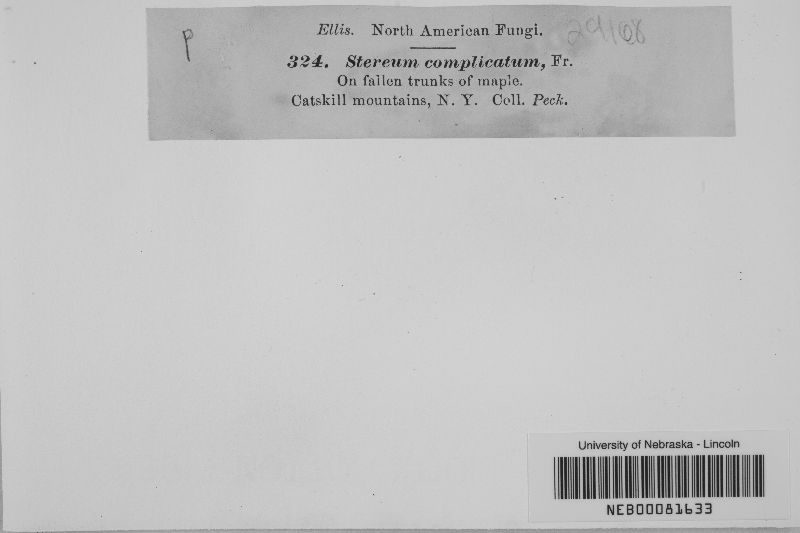 p
Ellis. North American Fungi.
29108
324. Stereum complicatum, Fr.
On fallen trunks of maple.
Catskill mountains, N. Y. Coll. Peck.
University of Nebraska - Lincoln
NEB00081633